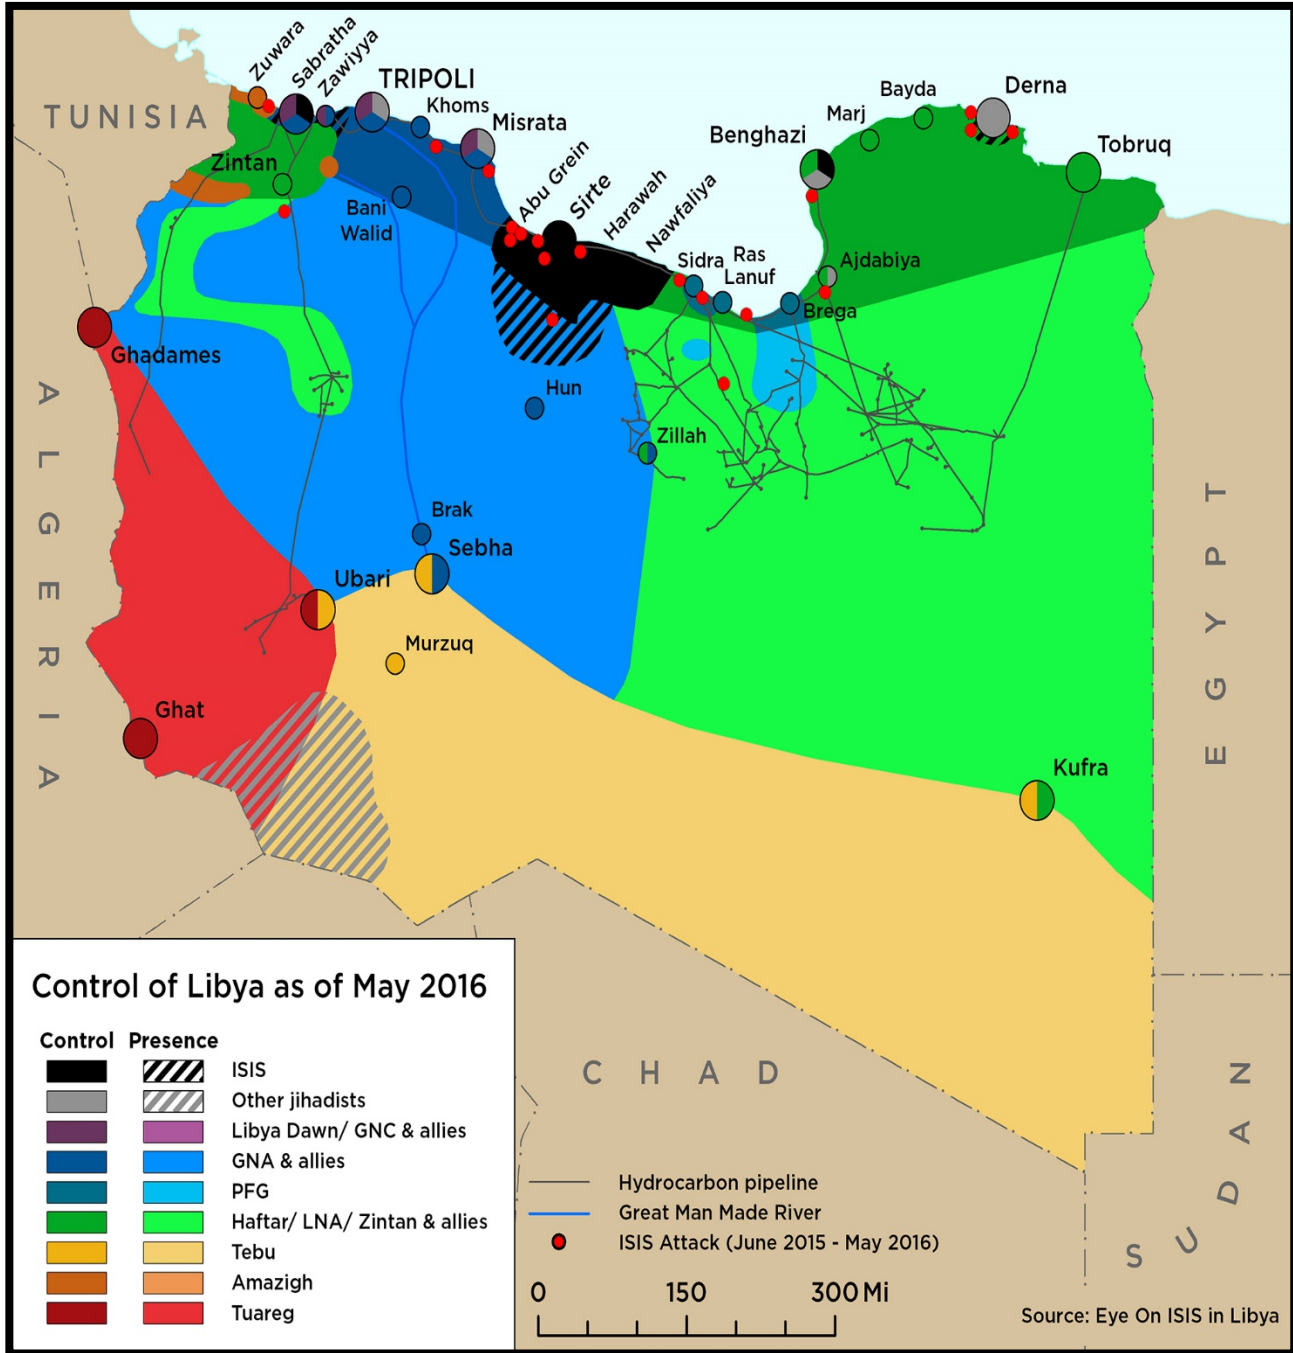 Zuwara
Sabratha
Zawiyya
TRIPOLI
Khoms
Misrata
TUNISIA
Zintan
Bani
Walid
Abu Grein
Sirte
Harawah
Nawfaliya
Sidra
Ras
Lanuf
Brega
Ajdabiya
Benghazi
Marj
Bayda
Derna
Tobruq
Ghadames
Hun
Zillah
Brak
Sebha
Ubari
Murzuq
Ghat
Kufra
ALGERIA
EGYPT
CHAD
SUDAN
Control of Libya as of May 2016
Control Presence
ISIS
Other jihadists
Libya Dawn/ GNC & allies
GNA & allies
PFG
Haftar/ LNA/ Zintan & allies
Tebu
Amazigh
Tuareg
Hydrocarbon pipeline
Great Man Made River
ISIS Attack (June 2015 - May 2016)
0 150 300 Mi
Source: Eye On ISIS in Libya